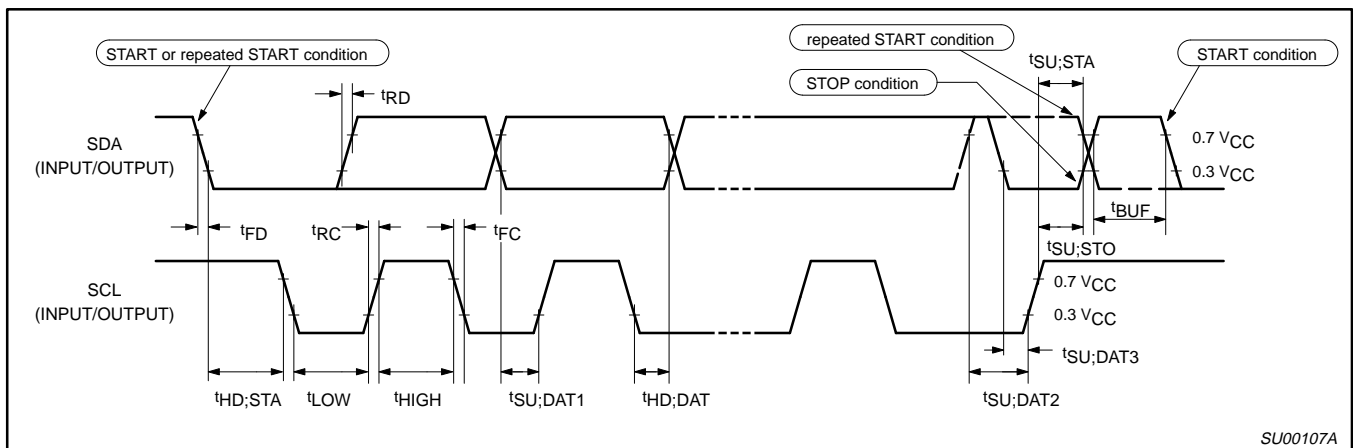 START or repeated START condition
repeated START condition
STOP condition
tSU;STA
START condition
tRD
SDA
(INPUT/OUTPUT)
0.7 VCC
0.3 VCC
tBUF
tFD
tRC
tFC
tSU;STO
SCL
(INPUT/OUTPUT)
0.7 VCC
0.3 VCC
tSU;DAT3
tHD;STA
tLOW
tHIGH
tSU;DAT1
tHD;DAT
tSU;DAT2
SU00107A